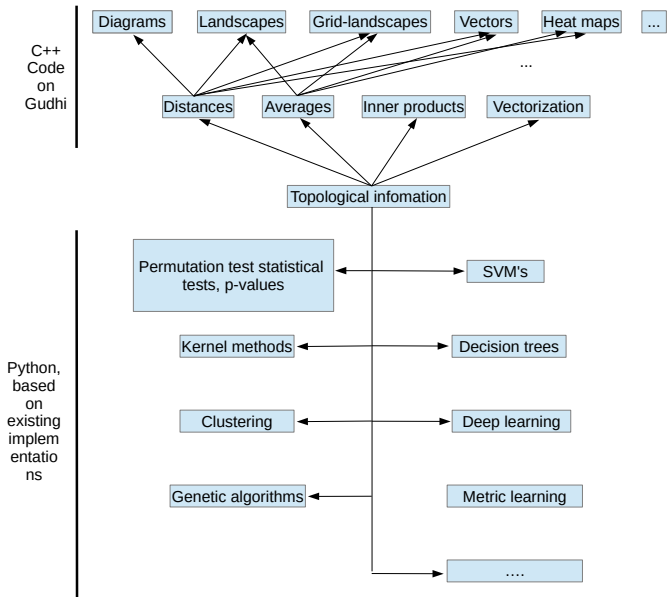 Diagrams
Landscapes
Grid-landscapes
Vectors
Heat maps
...
C++
Code
on
Gudhi
...
Distances
Averages
Inner products
Vectorization
Topological infomation
Permutation test statistical
tests, p-values
SVM's
Kernel methods
Decision trees
Python,
based
on
existing
implem
entatio
ns
Clustering
Deep learning
Genetic algorithms
Metric learning
....